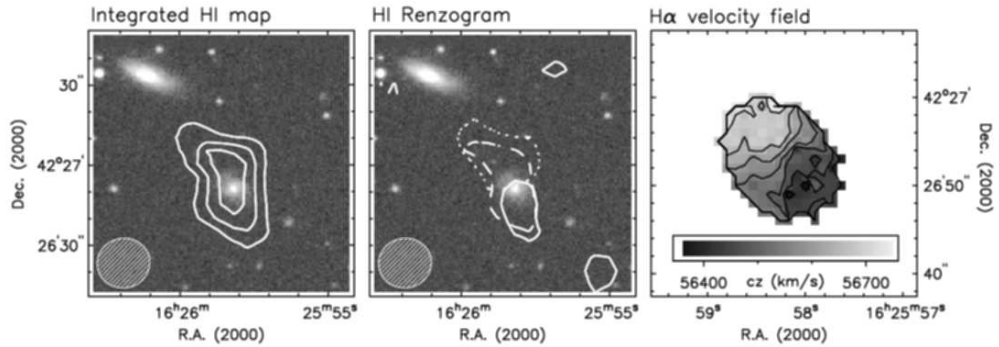 Integrated HI map
HI Renzogram
Hα velocity field
Dec. (2000)
30"
42°27'
26'30"
16ʰ26ᵐ
25ᵐ55ˢ
R.A. (2000)
16ʰ26ᵐ
25ᵐ55ˢ
R.A. (2000)
56400
cz (km/s)
56700
42°27'
26'50"
40"
Dec. (2000)
59ˢ
58ˢ
16ʰ25ᵐ57ˢ
R.A. (2000)